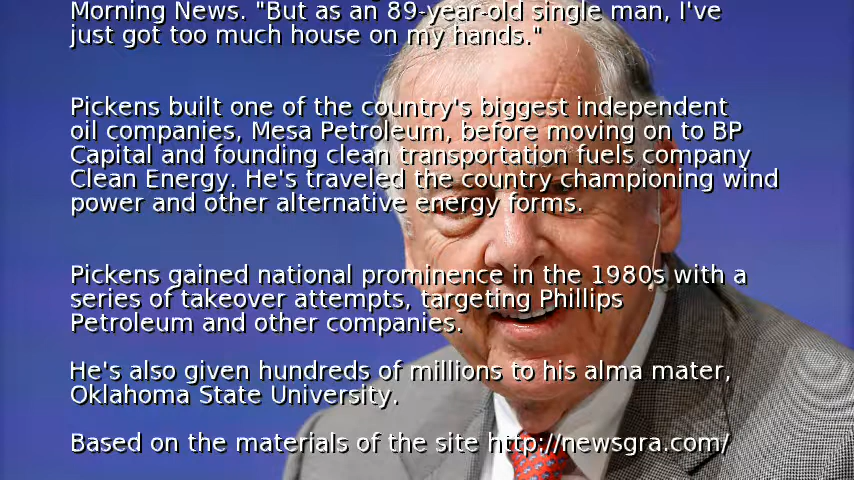 Morning News. "But as an 89-year-old single man, I've
just got too much house on my hands."
Pickens built one of the country's biggest independent
oil companies, Mesa Petroleum, before moving on to BP
Capital and founding clean transportation fuels company
Clean Energy. He's traveled the country championing wind
power and other alternative energy forms.
Pickens gained national prominence in the 1980s with a
series of takeover attempts, targeting Phillips
Petroleum and other companies.
He's also given hundreds of millions to his alma mater,
Oklahoma State University.
Based on the materials of the site http://newsgra.com/